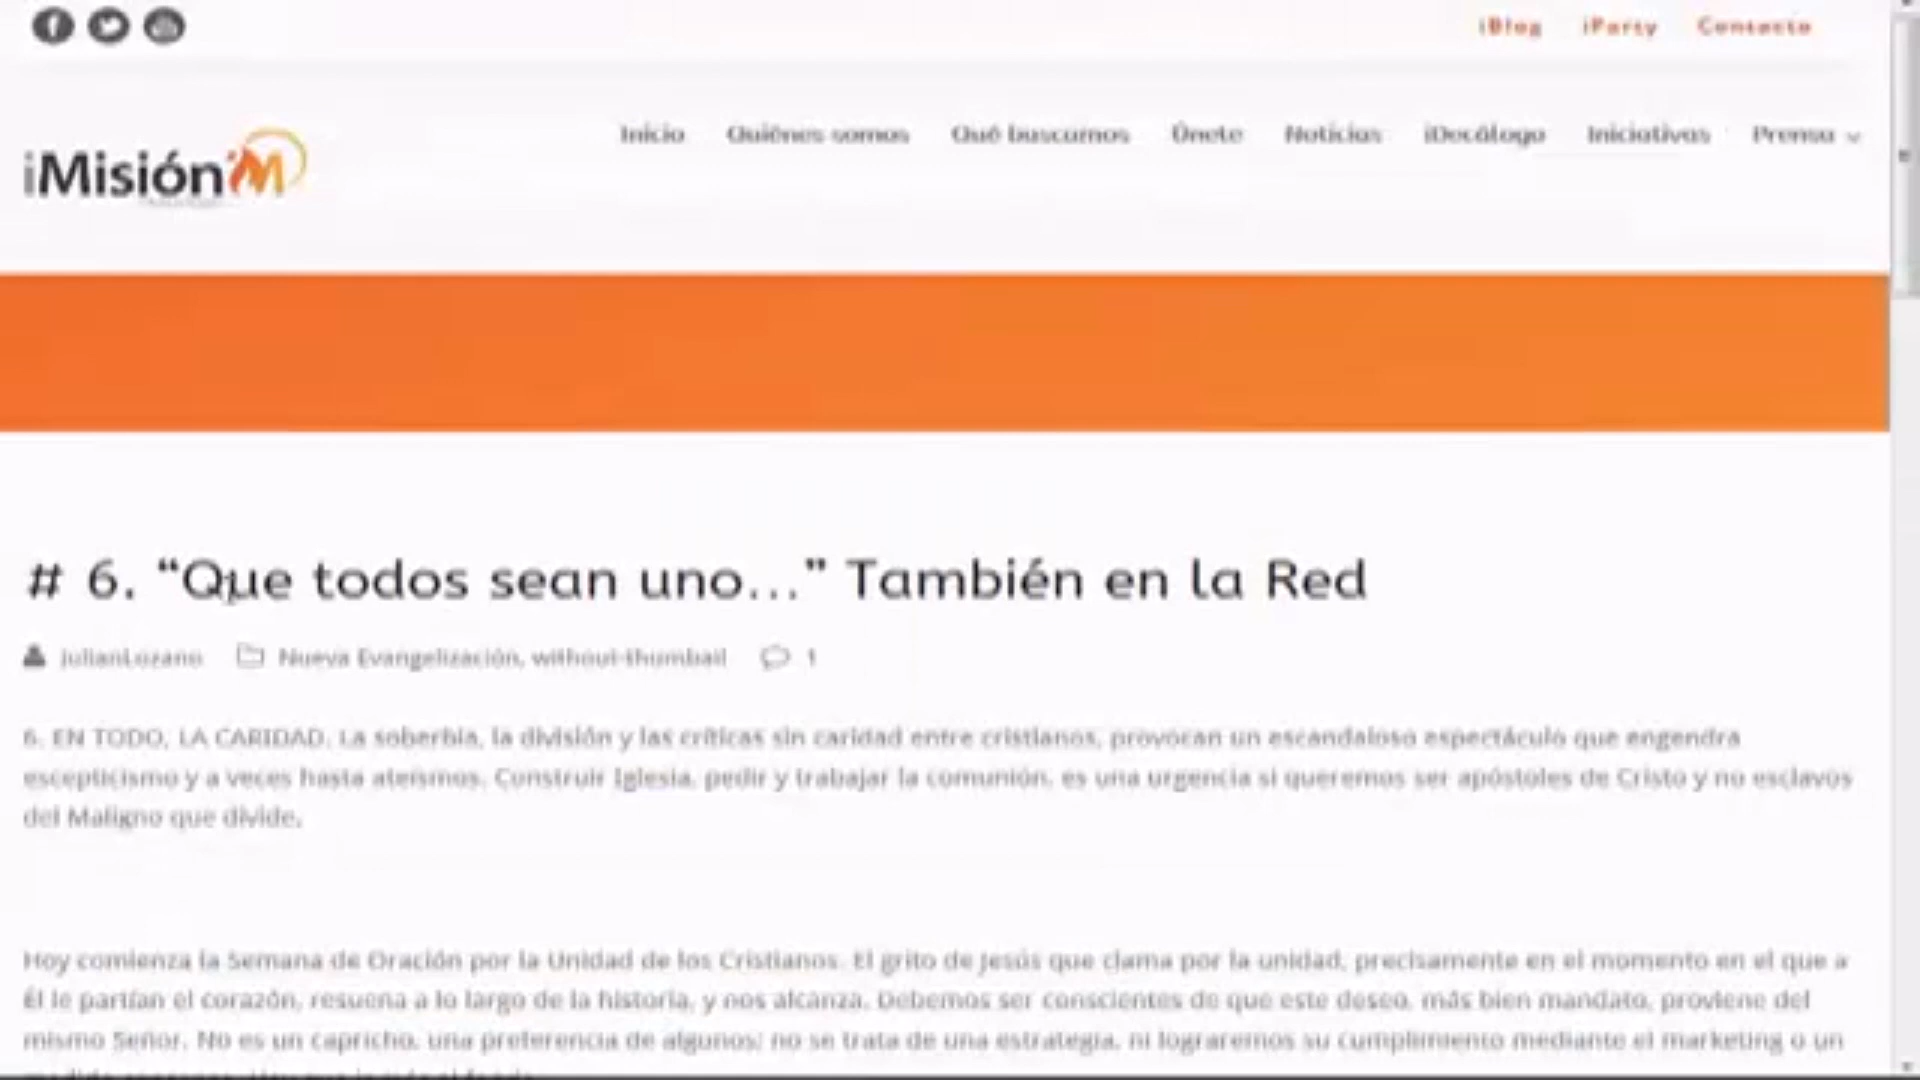 iBlog iParty Contacto
iMisión
Inicio Quiénes somos Qué buscamos Únete Noticias iDecálogo Iniciativas Prensa
# 6. “Que todos sean uno…” También en la Red
JulianLozano Nueva Evangelización, without-thumbail 1
6. EN TODO, LA CARIDAD. La soberbia, la división y las críticas sin caridad entre cristianos, provocan un escandaloso espectáculo que engendra
escepticismo y a veces hasta ateísmos. Construir Iglesia, pedir y trabajar la comunión, es una urgencia si queremos ser apóstoles de Cristo y no esclavos
del Maligno que divide.
Hoy comienza la Semana de Oración por la Unidad de los Cristianos. El grito de Jesús que clama por la unidad, precisamente en el momento en el que a
Él le partían el corazón, resuena a lo largo de la historia, y nos alcanza. Debemos ser conscientes de que este deseo, más bien mandato, proviene del
mismo Señor. No es un capricho, una preferencia de algunos; no se trata de una estrategia, ni lograremos su cumplimiento mediante el marketing o un